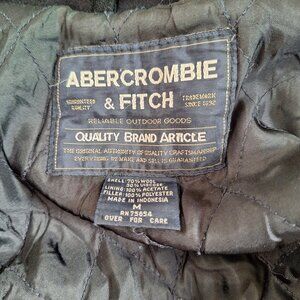 ABERCROMBIE
& FITCH
GUARANTEED QUALITY
TRADEMARK SINCE 1892
RELIABLE OUTDOOR GOODS
QUALITY BRAND ARTICLE
THE ORIGINAL AUTHORITY OF QUALITY CRAFTSMANSHIP
EVERYTHING WE MAKE AND SELL IS GUARANTEED
SHELL: 70% WOOL
30% VISCOSE
LINING: 100% ACETATE
FILLER: 100% POLYESTER
MADE IN INDONESIA
M
RN 75654
OVER FOR CARE